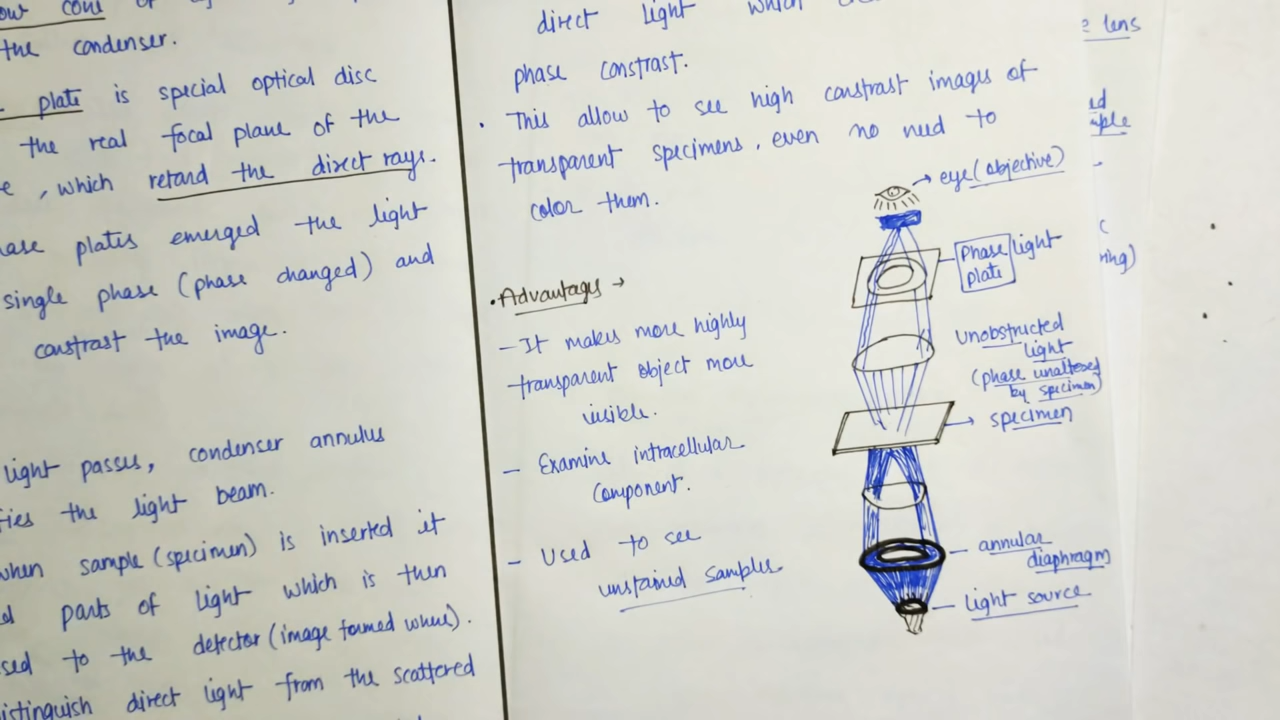 the condenser.
plate is special optical disc
the real focal plane of the
, which retard the direct rays.
plates emerged the light
single phase (phase changed) and
constrast the image.
light passes, condenser annulus
the light beam.
when sample (specimen) is inserted it
parts of light which is then
to the detector (image formed where).
direct light from the scattered
direct light which
phase constrast.
. This allow to see high constrast images of
transparent specimens, even no need to
color them.
• Advantages →
- It makes more highly
transparent object more
visible.
- Examine intracellular
component.
- Used to see
unstained samples
→ eye (objective)
Phase light
plate
unobstructed
light
(phase unaltered
by specimen)
→ specimen
- annular
diaphragm
- light source
lens